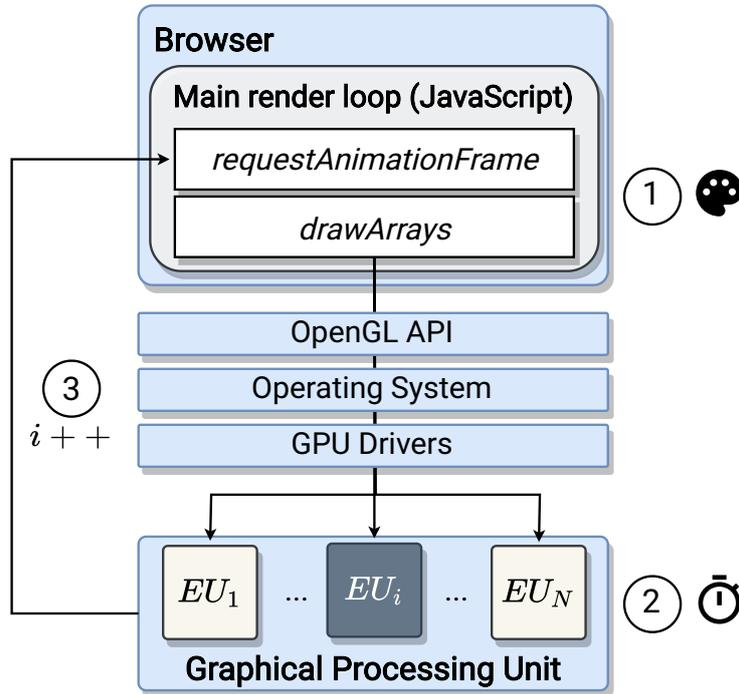 Browser
Main render loop (JavaScript)
requestAnimationFrame
drawArrays
1
OpenGL API
Operating System
GPU Drivers
3
i + +
EU₁ ... EUᵢ ... EU_N
2
Graphical Processing Unit